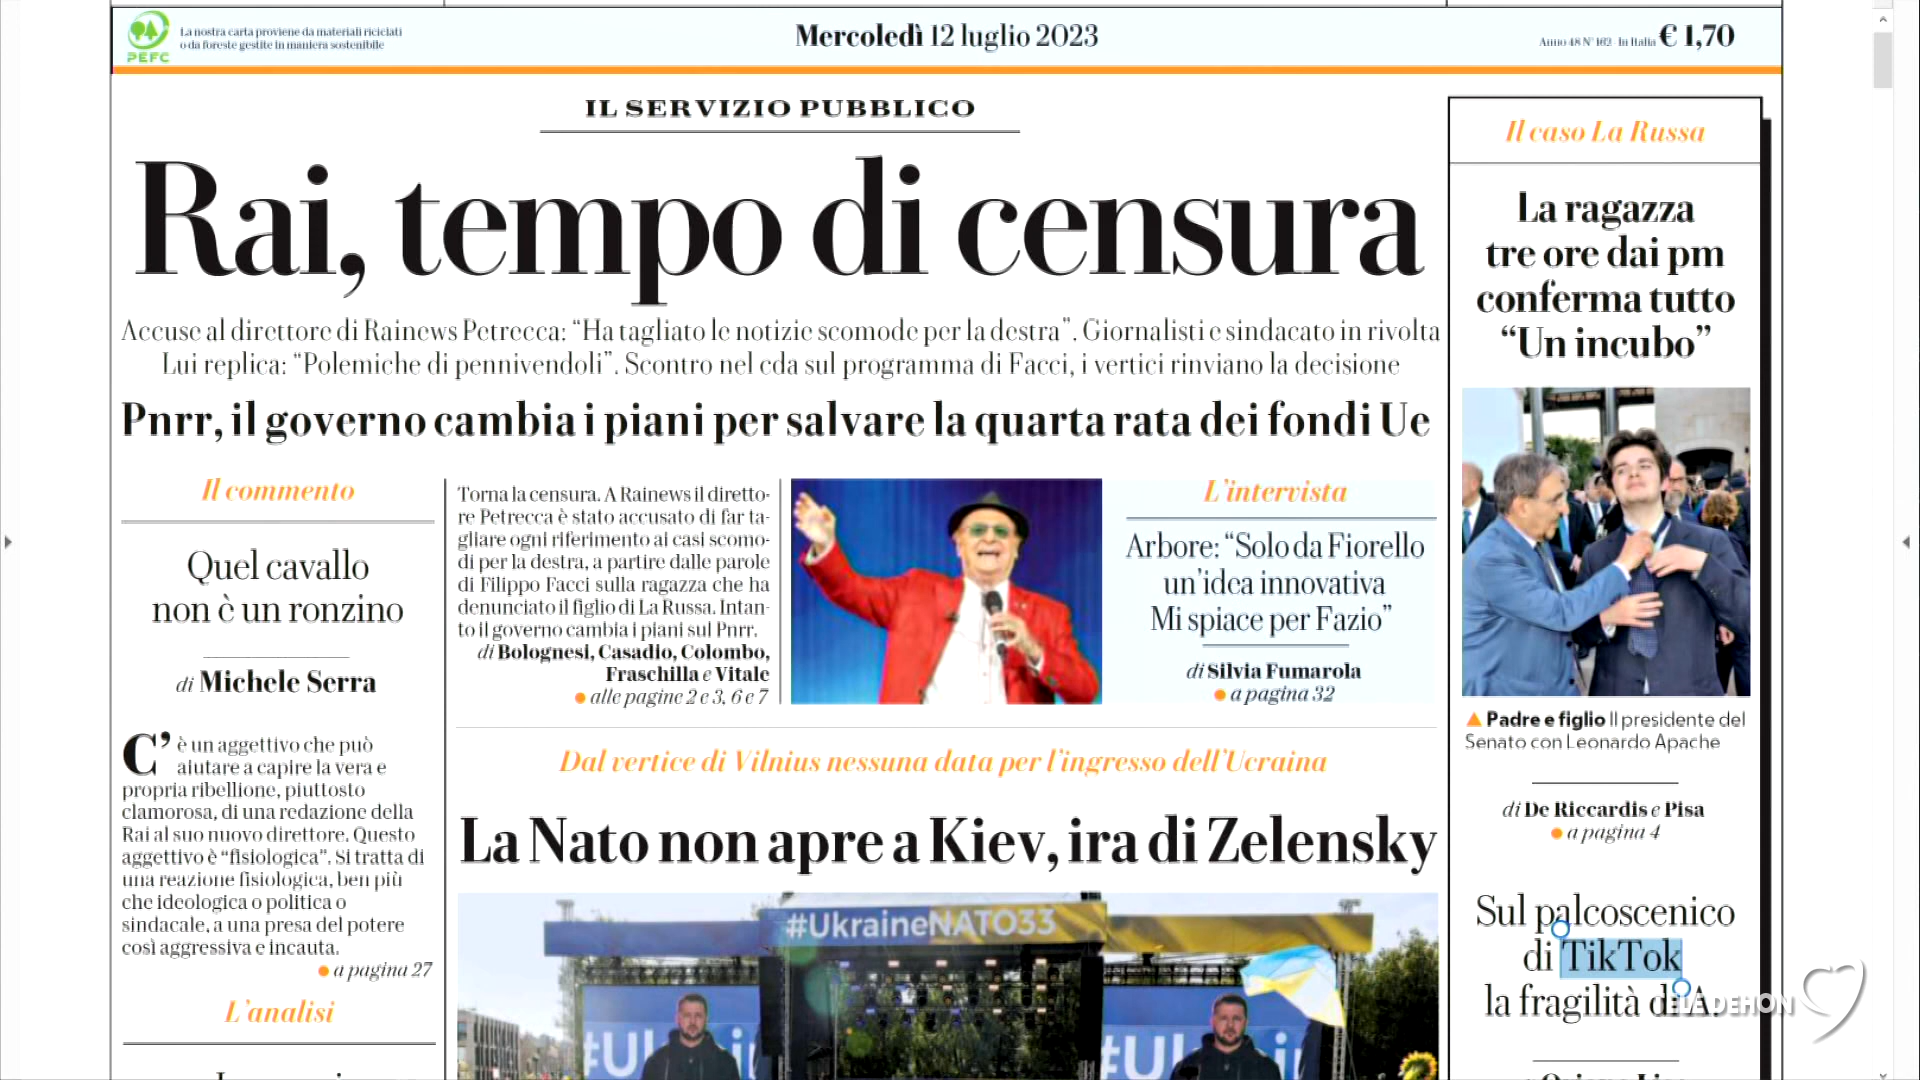 PEFC
La nostra carta proviene da materiali riciclati
o da foreste gestite in maniera sostenibile
Mercoledì 12 luglio 2023
Anno 48 N° 162 - In Italia € 1,70
IL SERVIZIO PUBBLICO
Rai, tempo di censura
Accuse al direttore di Rainews Petrecca: “Ha tagliato le notizie scomode per la destra”. Giornalisti e sindacato in rivolta
Lui replica: “Polemiche di pennivendoli”. Scontro nel cda sul programma di Facci, i vertici rinviano la decisione
Pnrr, il governo cambia i piani per salvare la quarta rata dei fondi Ue
Il commento
Quel cavallo
non è un ronzino
di Michele Serra
C’è un aggettivo che può
aiutare a capire la vera e
propria ribellione, piuttosto
clamorosa, di una redazione della
Rai al suo nuovo direttore. Questo
aggettivo è “fisiologica”. Si tratta di
una reazione fisiologica, ben più
che ideologica o politica o
sindacale, a una presa del potere
così aggressiva e incauta.
a pagina 27
L’analisi
Torna la censura. A Rainews il diretto-
re Petrecca è stato accusato di far ta-
gliare ogni riferimento ai casi scomo-
di per la destra, a partire dalle parole
di Filippo Facci sulla ragazza che ha
denunciato il figlio di La Russa. Intan-
to il governo cambia i piani sul Pnrr.
di Bolognesi, Casadio, Colombo,
Fraschilla e Vitale
alle pagine 2 e 3, 6 e 7
L’intervista
Arbore: “Solo da Fiorello
un’idea innovativa
Mi spiace per Fazio”
di Silvia Fumarola
a pagina 32
Dal vertice di Vilnius nessuna data per l’ingresso dell’Ucraina
La Nato non apre a Kiev, ira di Zelensky
#UkraineNATO33
#Ukrai
#Ukrai
Il caso La Russa
La ragazza
tre ore dai pm
conferma tutto
“Un incubo”
Padre e figlio Il presidente del
Senato con Leonardo Apache
di De Riccardis e Pisa
a pagina 4
Sul palcoscenico
di TikTok
la fragilità di A.
TELEDEHON